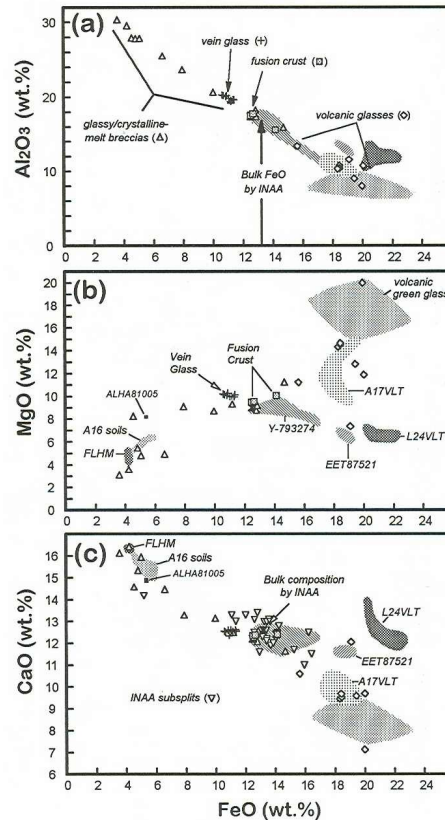 (a)
30
20
10
0
Al2O3 (wt.%)
vein glass (+)
fusion crust (□)
volcanic glasses (◇)
glassy/crystalline-
melt breccias (△)
Bulk FeO
by INAA
0 2 4 6 8 10 12 14 16 18 20 22 24
(b)
20
18
16
14
12
10
8
6
4
2
0
MgO (wt.%)
volcanic
green glass
Fusion
Crust
Vein
Glass
ALHA81005
A16 soils
FLHM
Y-793274
A17VLT
L24VLT
EET87521
0 2 4 6 8 10 12 14 16 18 20 22 24
(c)
17
16
15
14
13
12
11
10
9
8
7
6
CaO (wt.%)
FLHM
A16 soils
ALHA81005
Bulk composition
by INAA
L24VLT
EET87521
A17VLT
INAA subsplits (▽)
0 2 4 6 8 10 12 14 16 18 20 22 24
FeO (wt.%)